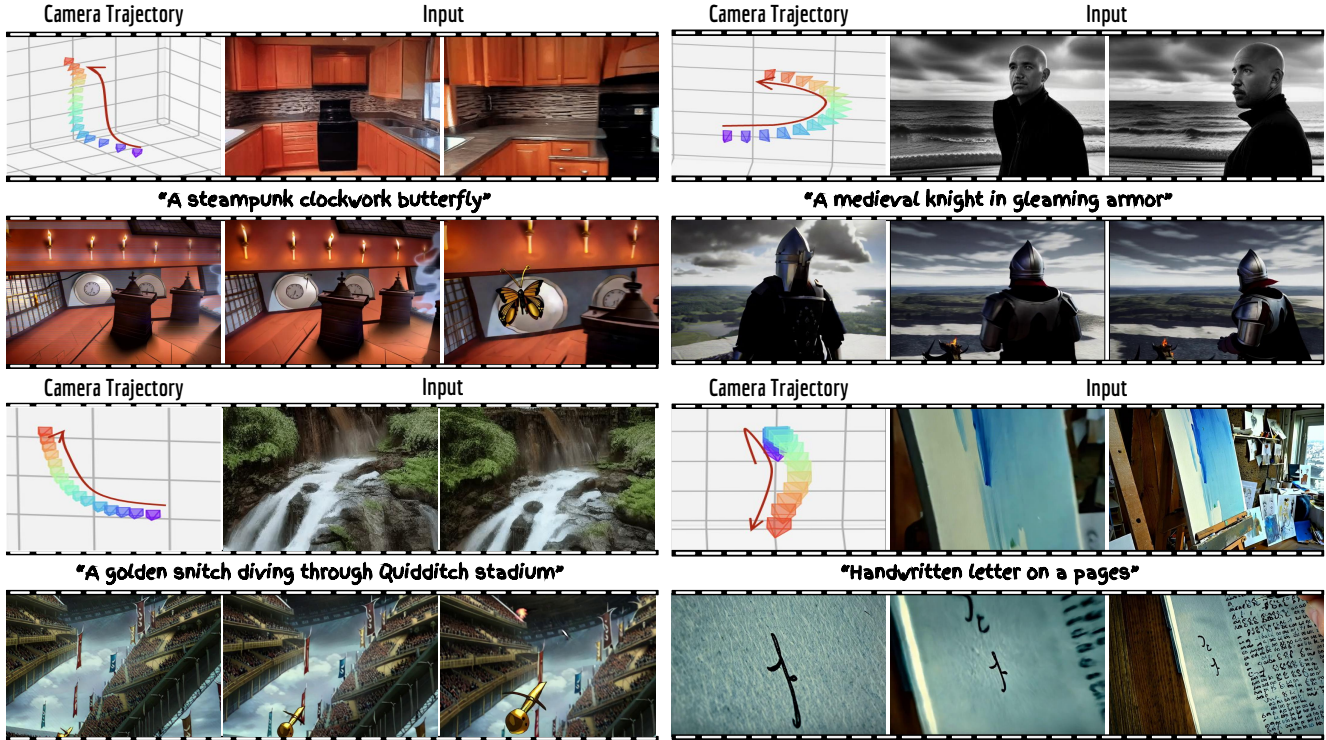 Camera Trajectory Input
“A steampunk clockwork butterfly”
Camera Trajectory Input
“A medieval knight in gleaming armor”
Camera Trajectory Input
“A golden snitch diving through Quidditch stadium”
Camera Trajectory Input
“Handwritten letter on a pages”